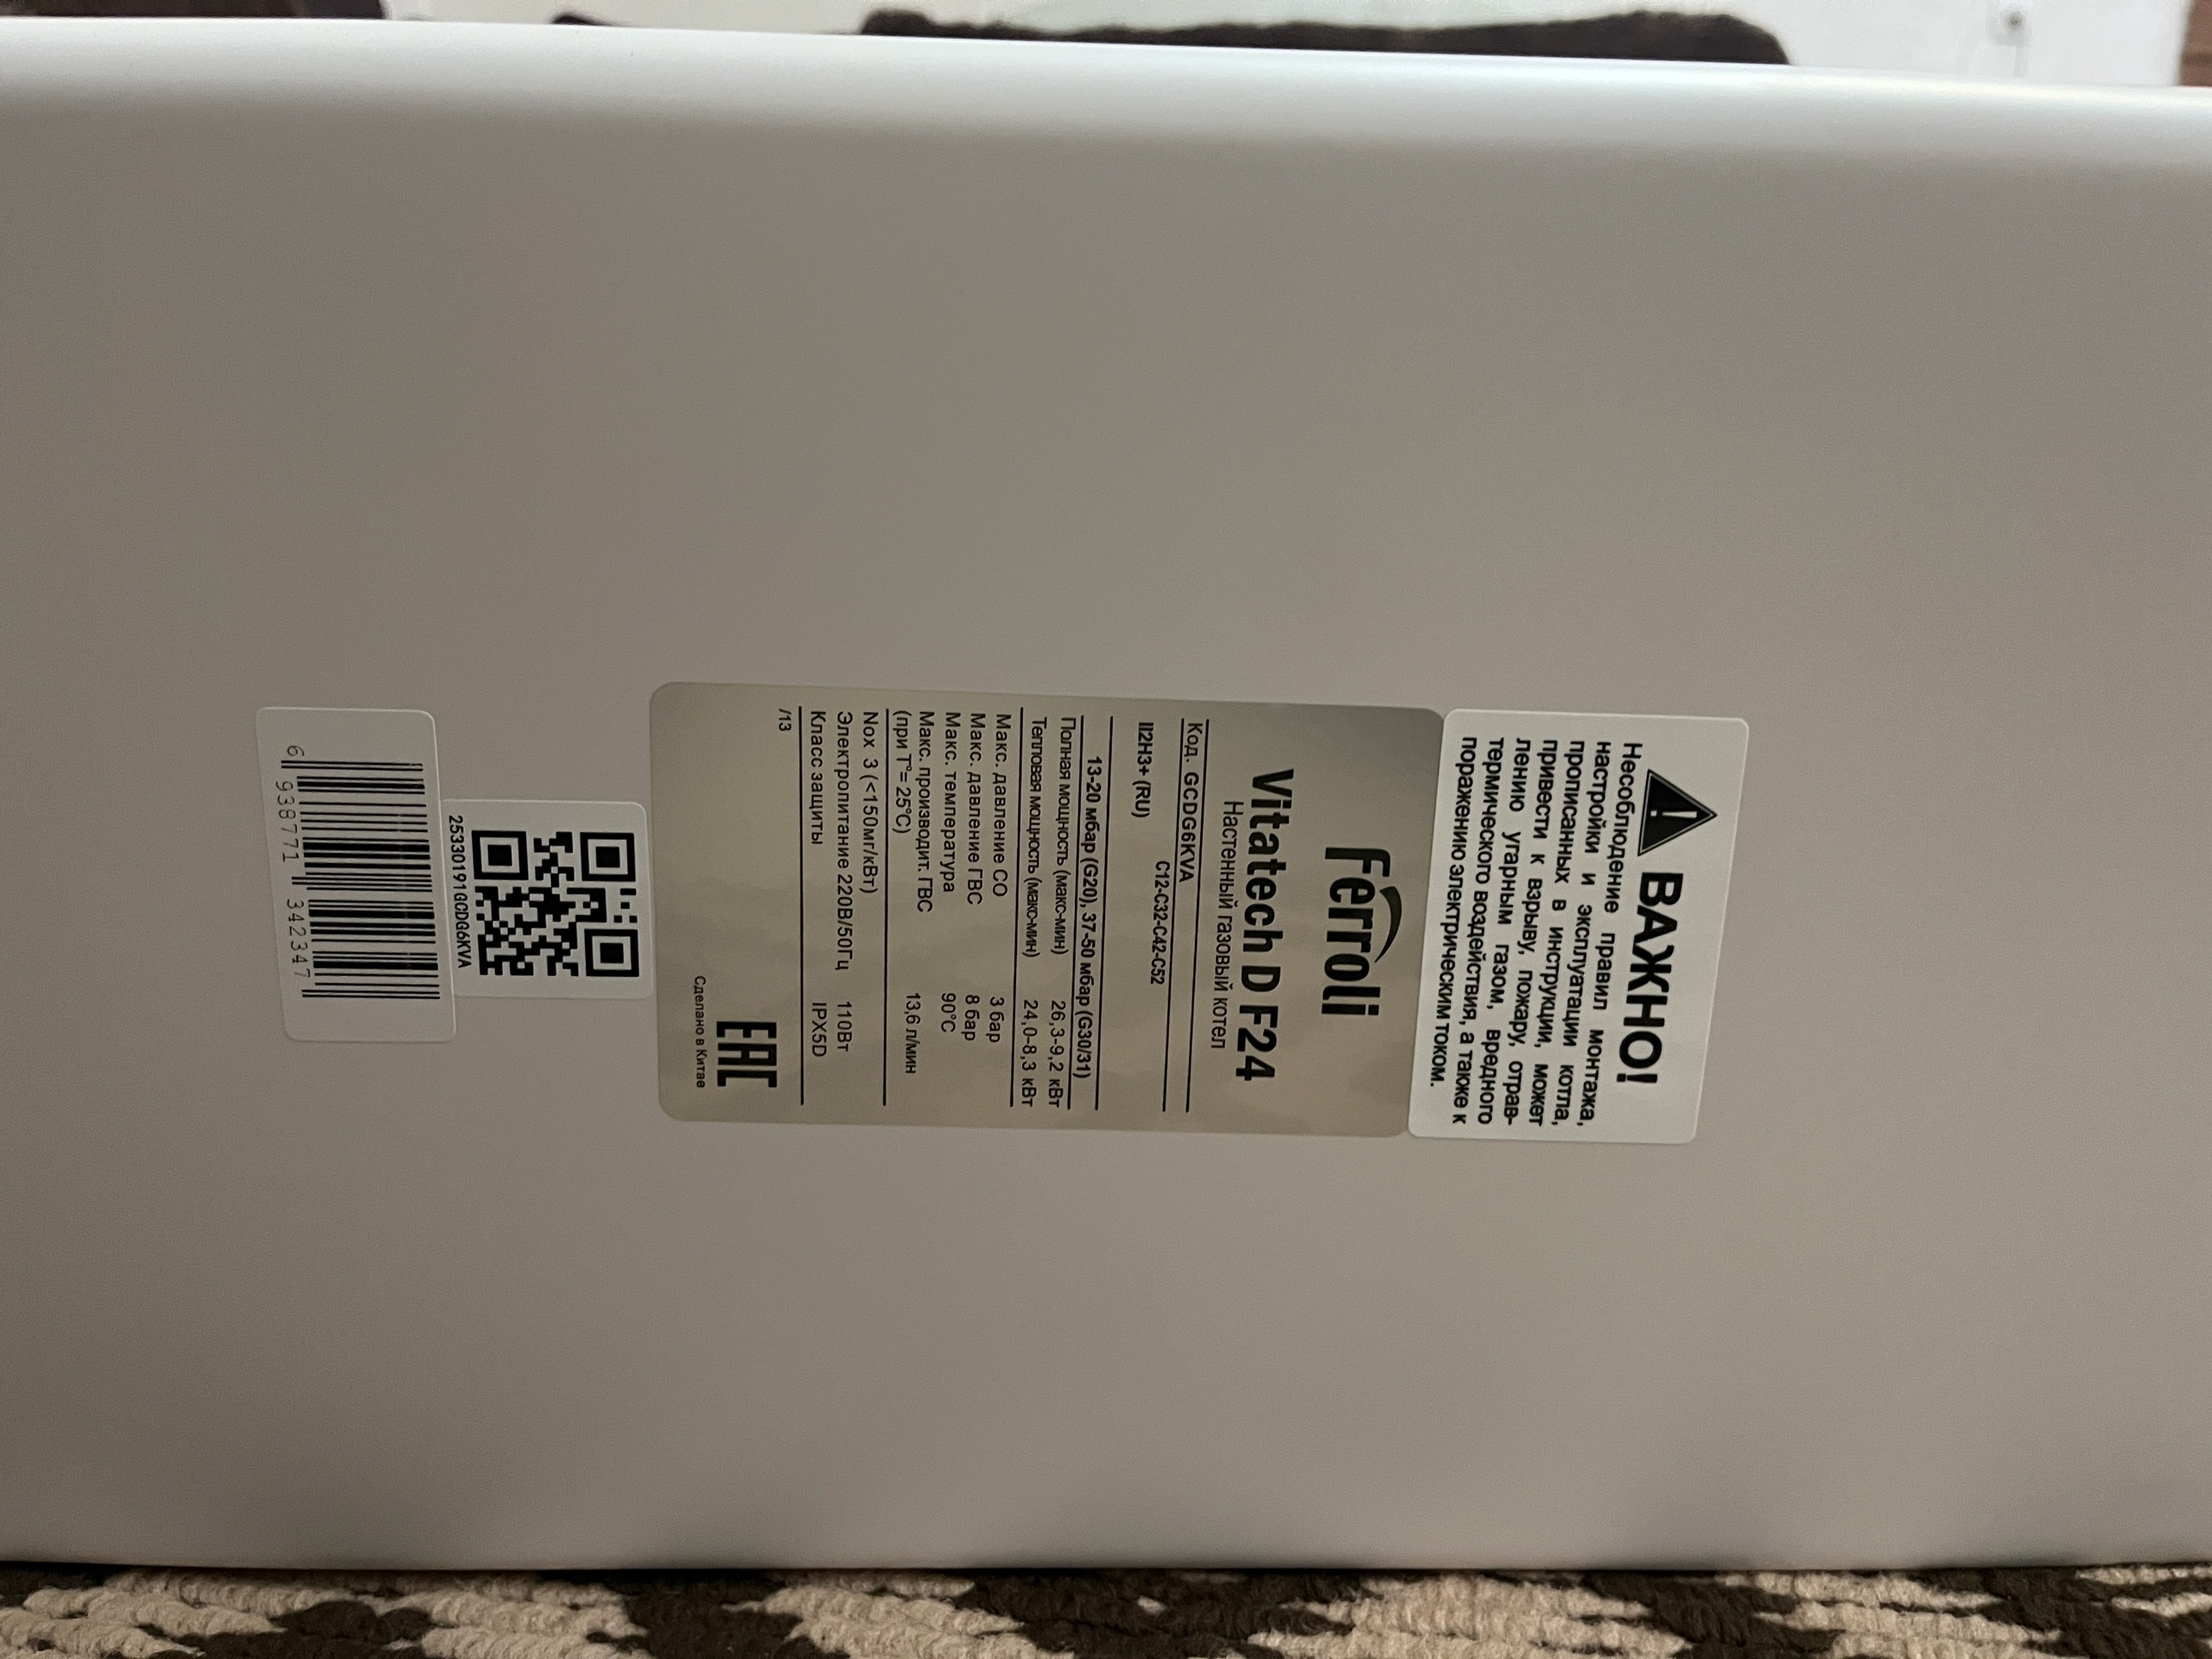 ВАЖНО!
Несоблюдение правил монтажа,
настройки и эксплуатации котла,
прописанных в инструкции, может
привести к взрыву, пожару, отрав-
лению угарным газом, вредного
термического воздействия, а также к
поражению электрическим током.
Ferroli
Vitatech D F24
Настенный газовый котел
Код. GCDG6KVA
C12-C32-C42-C52
II2H3+ (RU)
13-20 мбар (G20), 37-50 мбар (G30/31)
Полная мощность (макс-мин) 26,3-9,2 кВт
Тепловая мощность (макс-мин) 24,0-8,3 кВт
Макс. давление СО 3 бар
Макс. давление ГВС 8 бар
Макс. температура 90°C
Макс. производит. ГВС
(при T°= 25°C) 13,6 л/мин
Nox 3 (<150мг/кВт)
Электропитание 220В/50Гц 110Вт
Класс защиты IPX5D
/13
EAC
Сделано в Китае
25330191GCDG6KVA
6 938771 342347